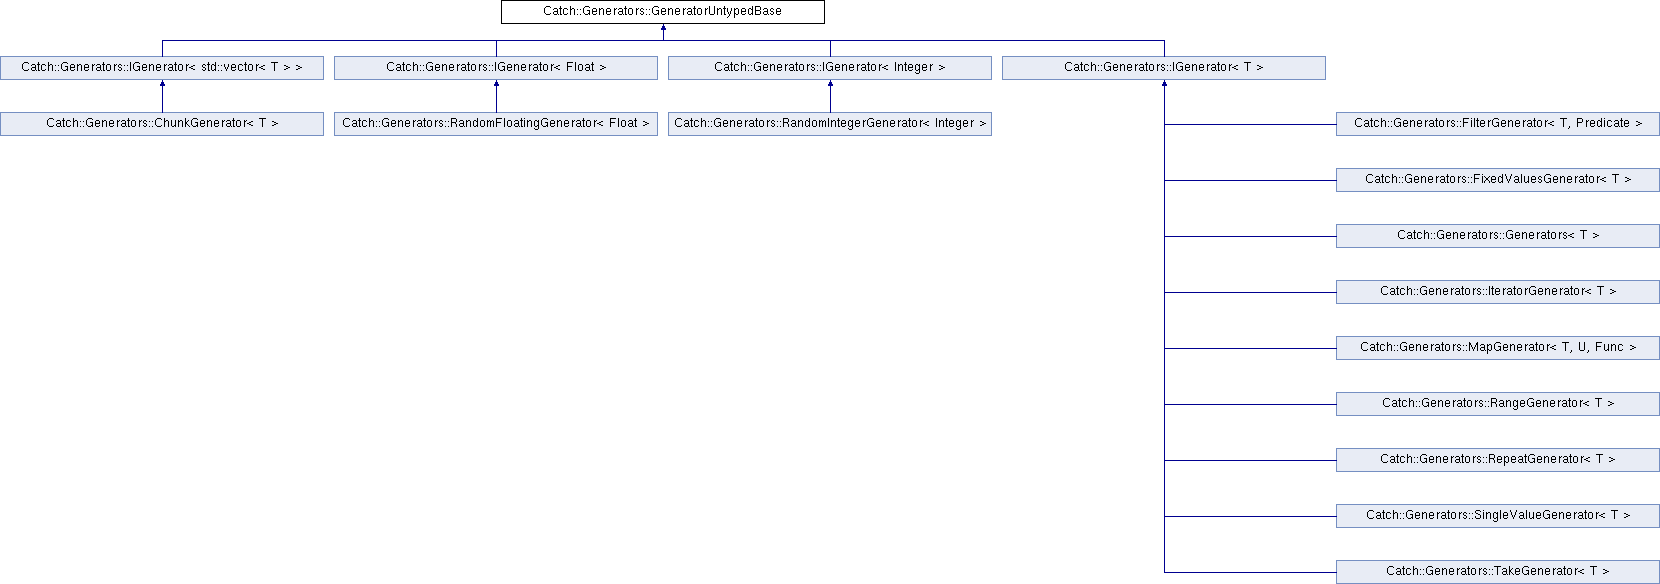 Catch::Generators::GeneratorUntypedBase
Catch::Generators::IGenerator< std::vector< T > >
Catch::Generators::IGenerator< Float >
Catch::Generators::IGenerator< Integer >
Catch::Generators::IGenerator< T >
Catch::Generators::ChunkGenerator< T >
Catch::Generators::RandomFloatingGenerator< Float >
Catch::Generators::RandomIntegerGenerator< Integer >
Catch::Generators::FilterGenerator< T, Predicate >
Catch::Generators::FixedValuesGenerator< T >
Catch::Generators::Generators< T >
Catch::Generators::IteratorGenerator< T >
Catch::Generators::MapGenerator< T, U, Func >
Catch::Generators::RangeGenerator< T >
Catch::Generators::RepeatGenerator< T >
Catch::Generators::SingleValueGenerator< T >
Catch::Generators::TakeGenerator< T >